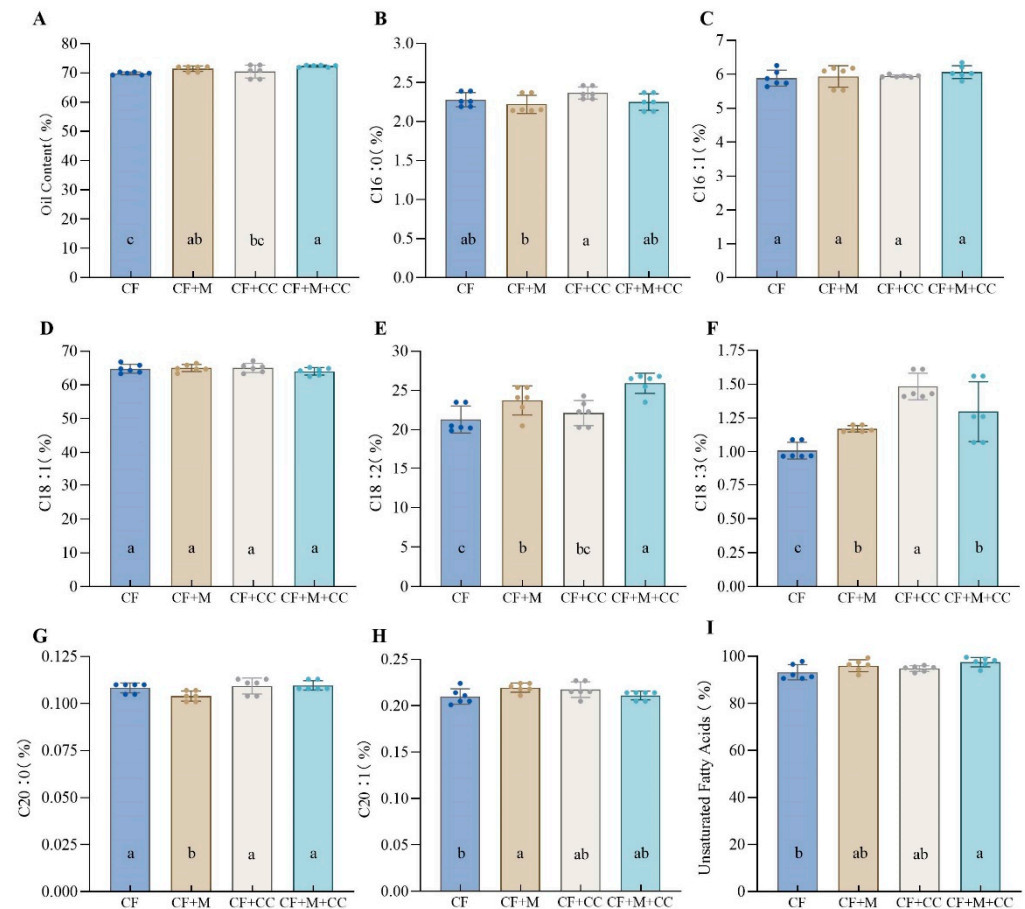 A
Oil Content( %)
80
70
60
50
40
30
20
10
0
c
ab
bc
a
CF
CF+M
CF+CC
CF+M+CC
B
C16 : 0( %)
3.0
2.5
2.0
1.5
1.0
0.5
0.0
ab
b
a
ab
CF
CF+M
CF+CC
CF+M+CC
C
C16 : 1( %)
7
6
5
4
3
2
1
0
a
a
a
a
CF
CF+M
CF+CC
CF+M+CC
D
C18 : 1( %)
70
60
50
40
30
20
10
0
a
a
a
a
CF
CF+M
CF+CC
CF+M+CC
E
C18 : 2( %)
30
25
20
15
10
5
0
c
b
bc
a
CF
CF+M
CF+CC
CF+M+CC
F
C18 : 3( %)
1.75
1.50
1.25
1.00
0.75
0.50
0.25
0.00
c
b
a
b
CF
CF+M
CF+CC
CF+M+CC
G
C20 : 0( %)
0.125
0.100
0.075
0.050
0.025
0.000
a
b
a
a
CF
CF+M
CF+CC
CF+M+CC
H
C20 : 1( %)
0.25
0.20
0.15
0.10
0.05
0.00
b
a
ab
ab
CF
CF+M
CF+CC
CF+M+CC
I
Unsaturated Fatty Acids ( %)
100
80
60
40
20
0
b
ab
ab
a
CF
CF+M
CF+CC
CF+M+CC